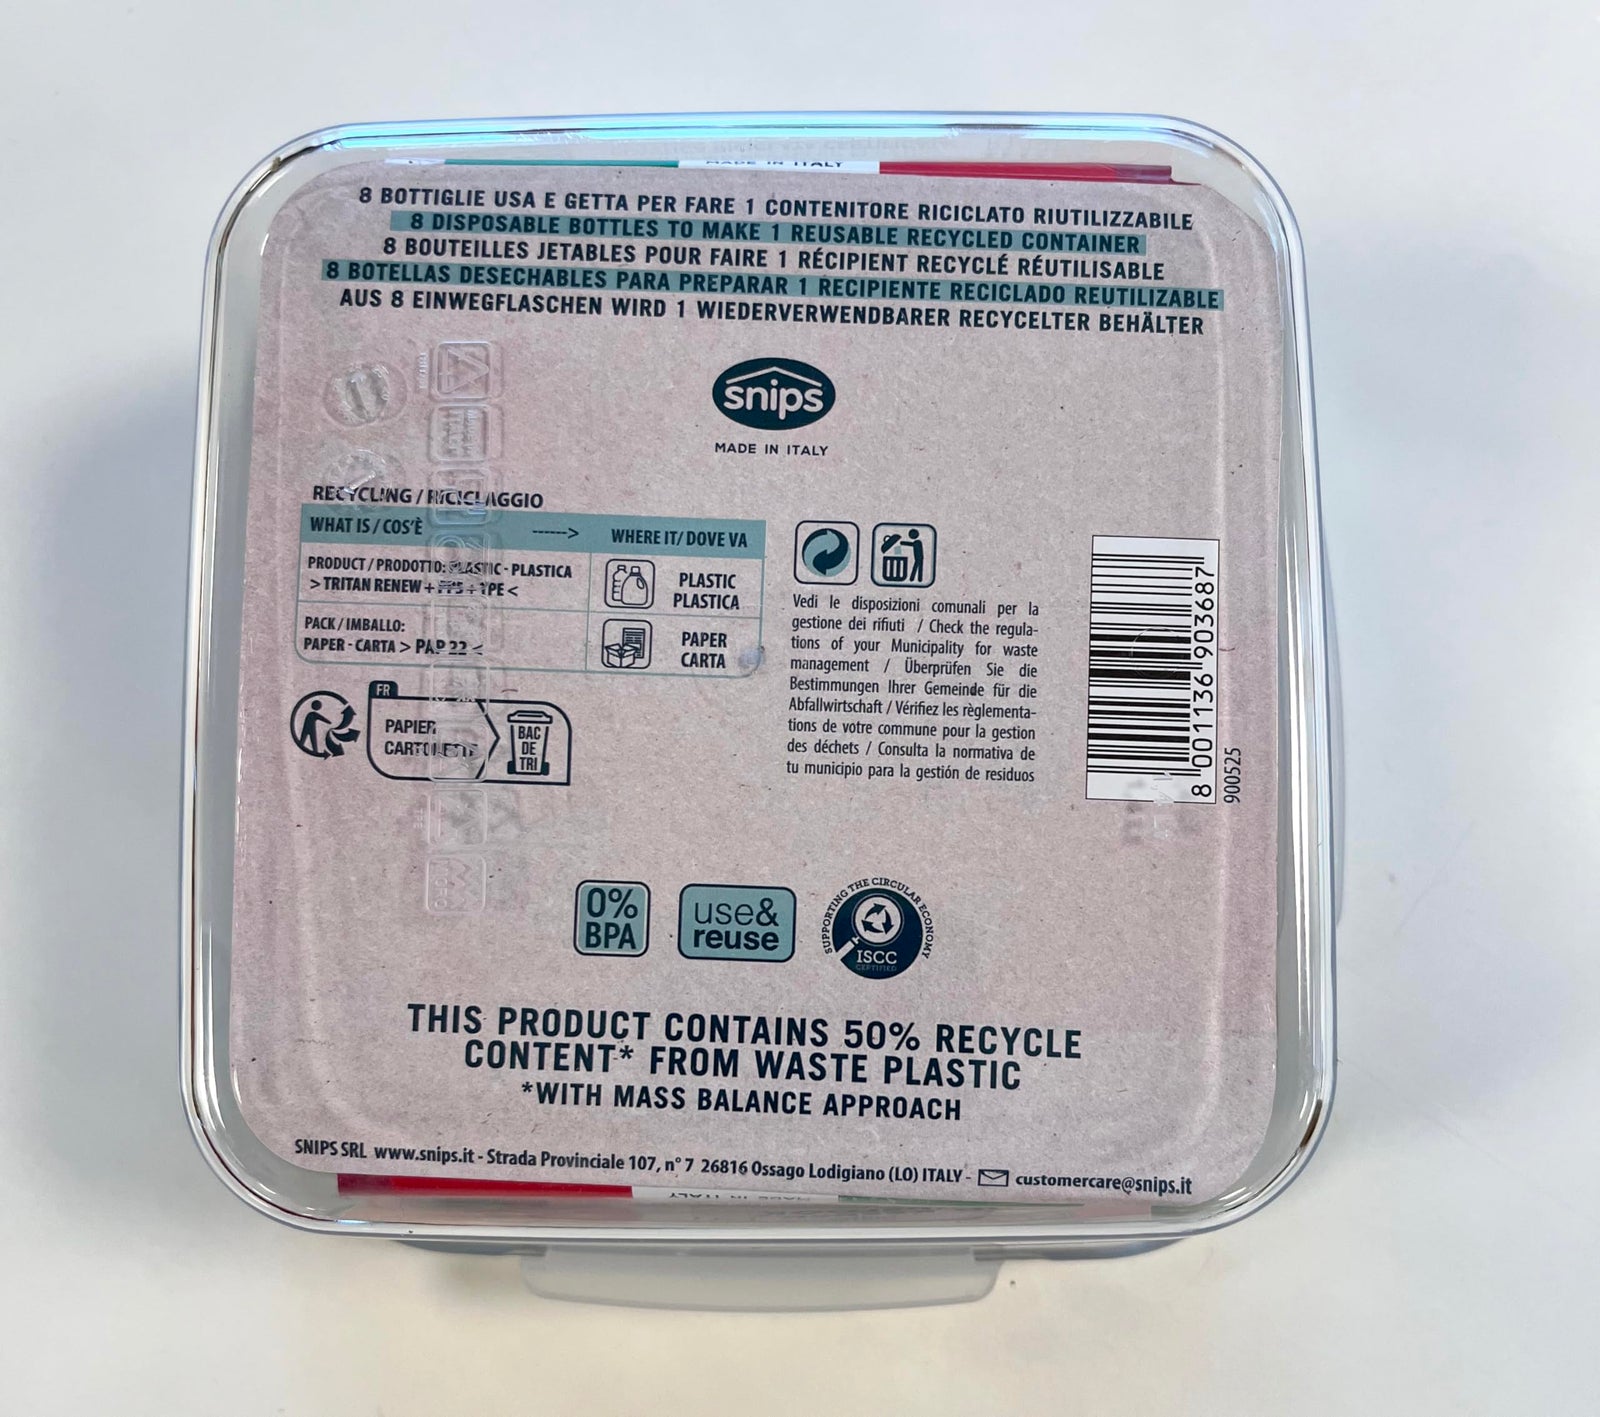 MADE IN ITALY
8 BOTTIGLIE USA E GETTA PER FARE 1 CONTENITORE RICICLATO RIUTILIZZABILE
8 DISPOSABLE BOTTLES TO MAKE 1 REUSABLE RECYCLED CONTAINER
8 BOUTEILLES JETABLES POUR FAIRE 1 RÉCIPIENT RECYCLÉ RÉUTILISABLE
8 BOTELLAS DESECHABLES PARA PREPARAR 1 RECIPIENTE RECICLADO REUTILIZABLE
AUS 8 EINWEGFLASCHEN WIRD 1 WIEDERVERWENDBARER RECYCELTER BEHÄLTER
snips
MADE IN ITALY
RECYCLING / RICICLAGGIO
WHAT IS / COS'È -----> WHERE IT/ DOVE VA
PRODUCT / PRODOTTO: PLASTIC - PLASTICA
> TRITAN RENEW + + TPE <
PLASTIC
PLASTICA
PACK / IMBALLO:
PAPER - CARTA > PAP 22 <
PAPER
CARTA
FR
PAPIER
BAC
DE
TRI
Vedi le disposizioni comunali per la
gestione dei rifiuti / Check the regula-
tions of your Municipality for waste
management / Überprüfen Sie die
Bestimmungen Ihrer Gemeinde für die
Abfallwirtschaft / Vérifiez les règlementa-
tions de votre commune pour la gestion
des déchets / Consulta la normativa de
tu municipio para la gestión de residuos
8 001136 903687
900525
0%
BPA
use&
reuse
SUPPORTING THE CIRCULAR ECONOMY
ISCC
CERTIFIED
THIS PRODUCT CONTAINS 50% RECYCLE
CONTENT* FROM WASTE PLASTIC
*WITH MASS BALANCE APPROACH
SNIPS SRL www.snips.it - Strada Provinciale 107, n° 7 26816 Ossago Lodigiano (LO) ITALY - customercare@snips.it
MADE IN ITALY